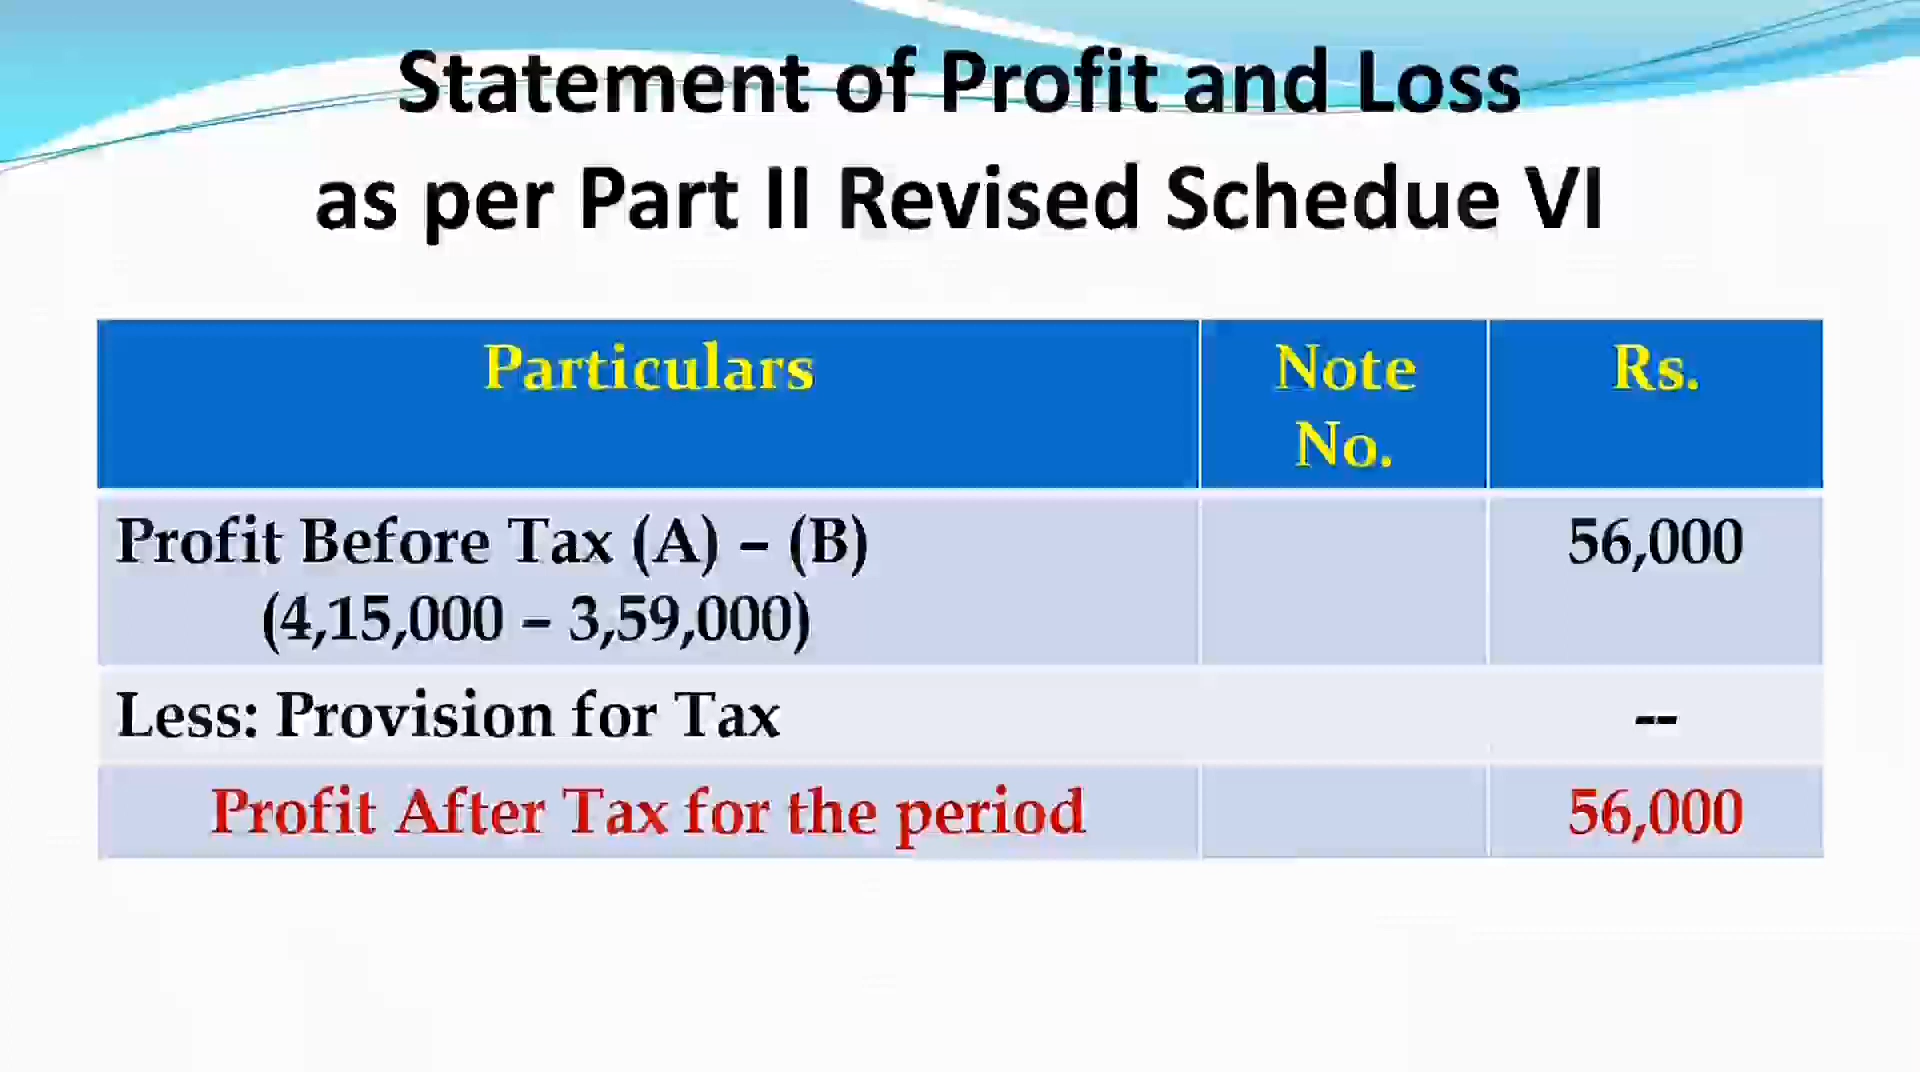 Statement of Profit and Loss
as per Part II Revised Schedue VI
Particulars
Note
No.
Rs.
Profit Before Tax (A) – (B)
56,000
(4,15,000 – 3,59,000)
Less: Provision for Tax
--
Profit After Tax for the period
56,000